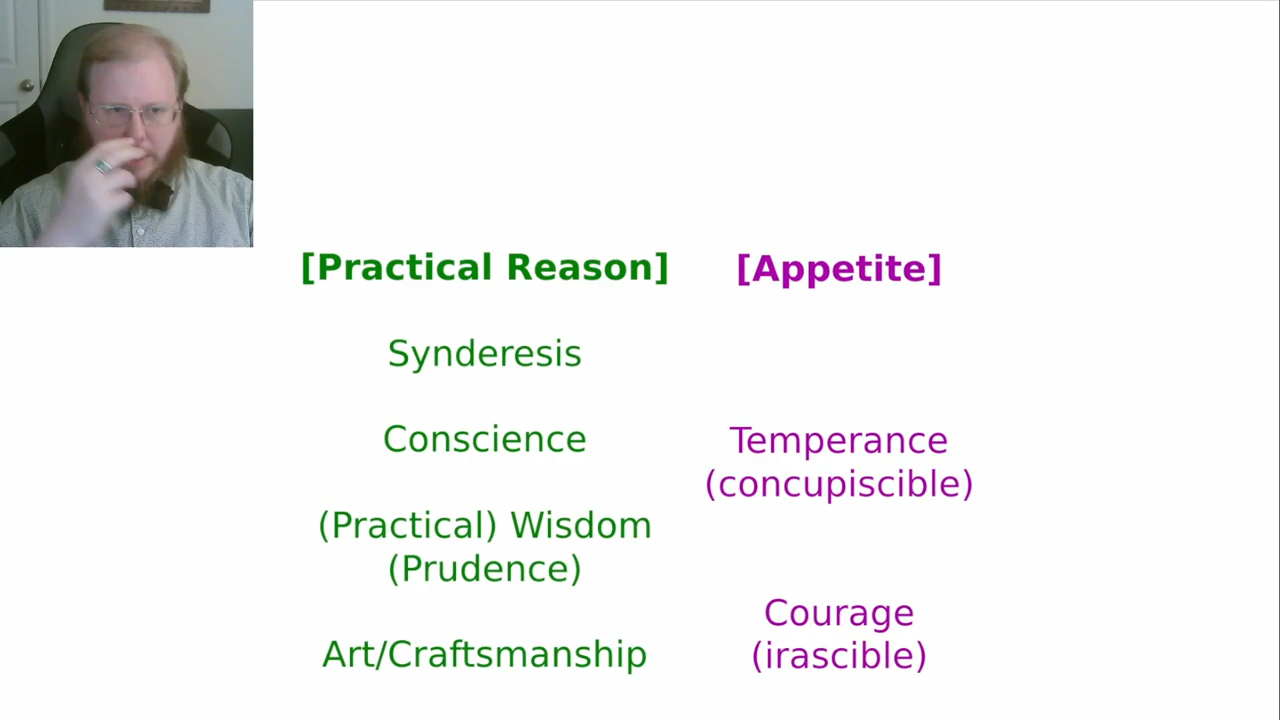 [Practical Reason]
Synderesis
Conscience
(Practical) Wisdom
(Prudence)
Art/Craftsmanship
[Appetite]
Temperance
(concupiscible)
Courage
(irascible)